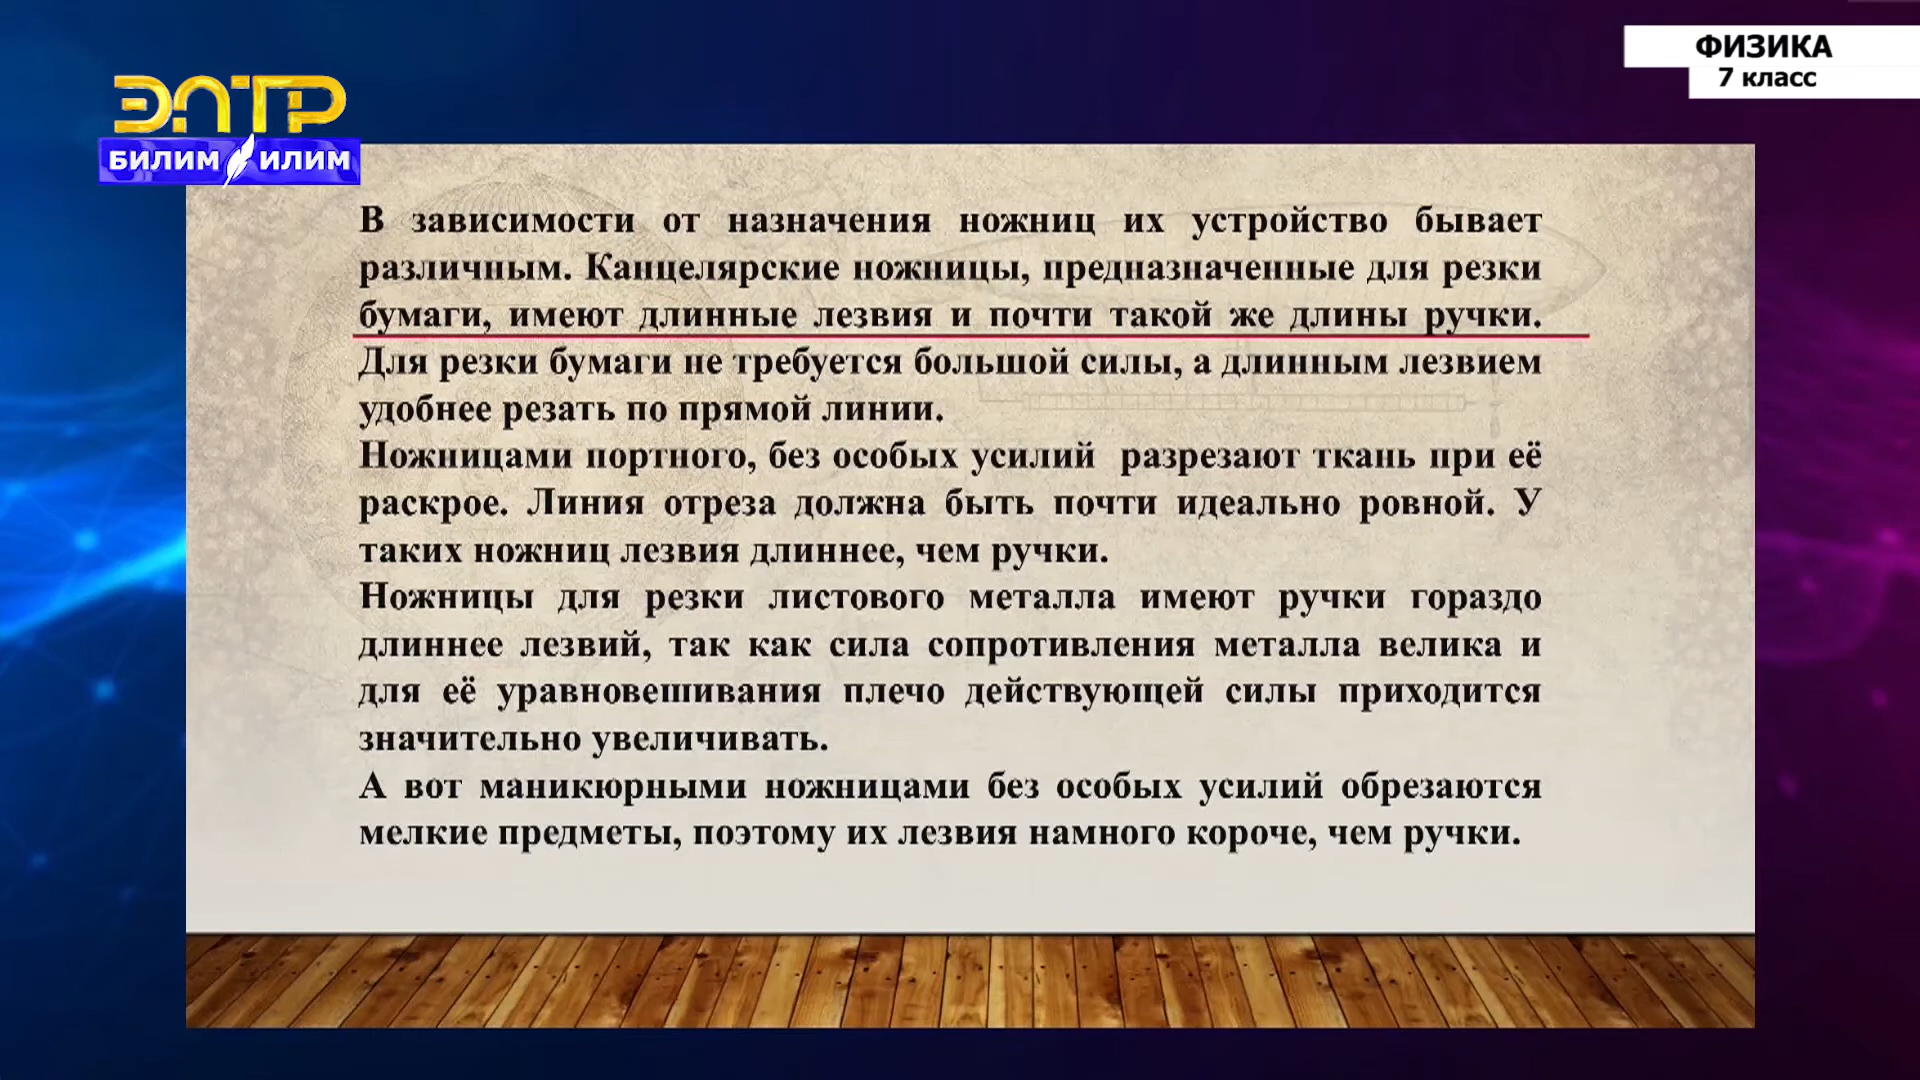 ФИЗИКА
7 класс
ЭЛТР
БИЛИМ ИЛИМ
В зависимости от назначения ножниц их устройство бывает
различным. Канцелярские ножницы, предназначенные для резки
бумаги, имеют длинные лезвия и почти такой же длины ручки.
Для резки бумаги не требуется большой силы, а длинным лезвием
удобнее резать по прямой линии.
Ножницами портного, без особых усилий разрезают ткань при её
раскрое. Линия отреза должна быть почти идеально ровной. У
таких ножниц лезвия длиннее, чем ручки.
Ножницы для резки листового металла имеют ручки гораздо
длиннее лезвий, так как сила сопротивления металла велика и
для её уравновешивания плечо действующей силы приходится
значительно увеличивать.
А вот маникюрными ножницами без особых усилий обрезаются
мелкие предметы, поэтому их лезвия намного короче, чем ручки.